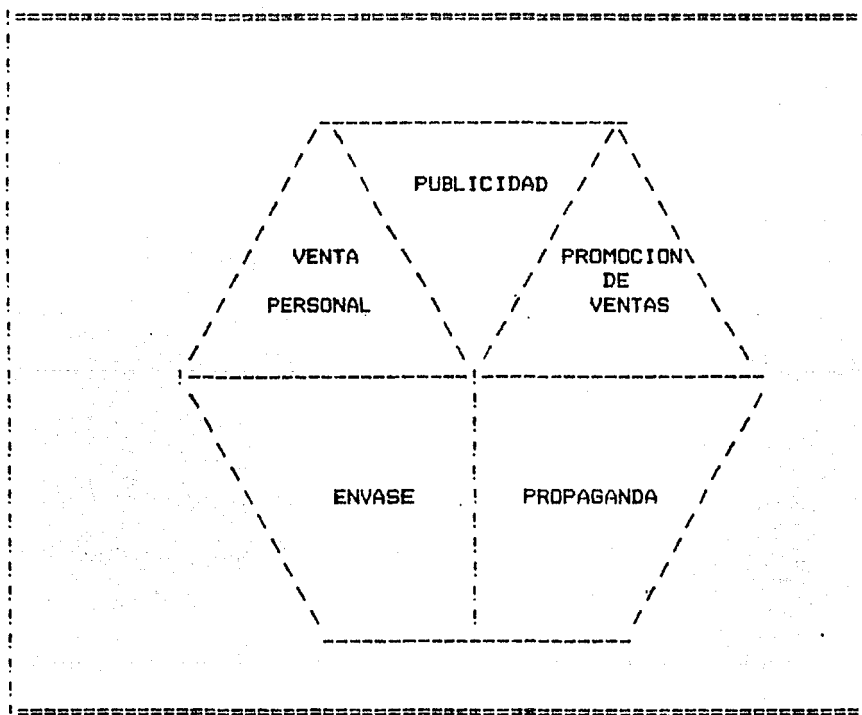 PUBLICIDAD
VENTA
PERSONAL
PROMOCION
DE
VENTAS
ENVASE
PROPAGANDA